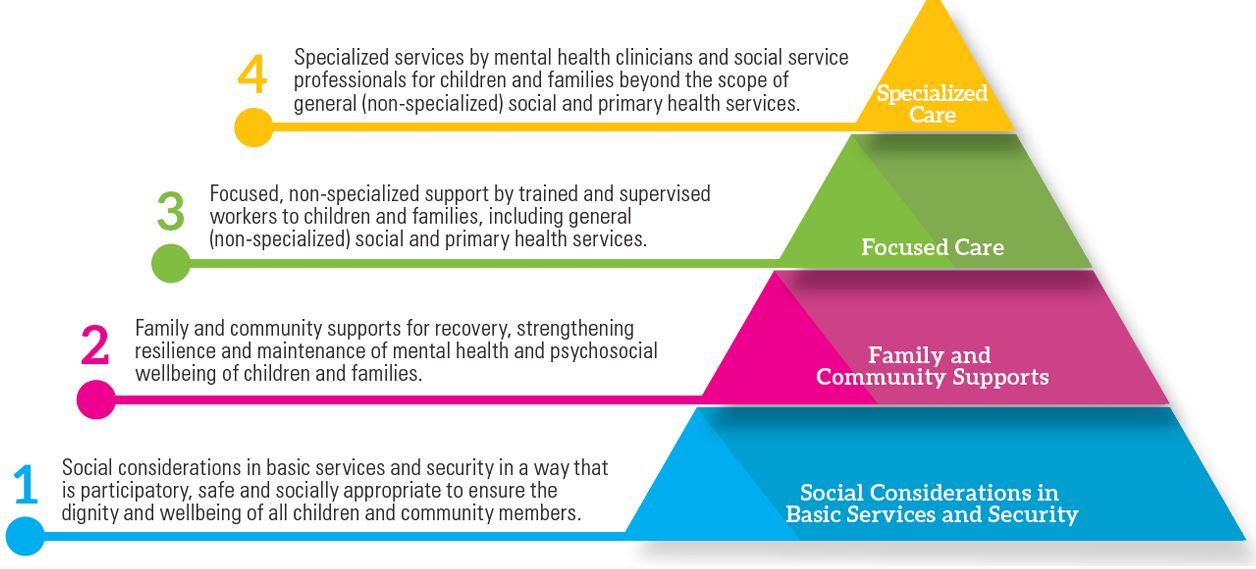 4
Specialized services by mental health clinicians and social service
professionals for children and families beyond the scope of
general (non-specialized) social and primary health services.
Specialized
Care
3
Focused, non-specialized support by trained and supervised
workers to children and families, including general
(non-specialized) social and primary health services.
Focused Care
2
Family and community supports for recovery, strengthening
resilience and maintenance of mental health and psychosocial
wellbeing of children and families.
Family and
Community Supports
1
Social considerations in basic services and security in a way that
is participatory, safe and socially appropriate to ensure the
dignity and wellbeing of all children and community members.
Social Considerations in
Basic Services and Security